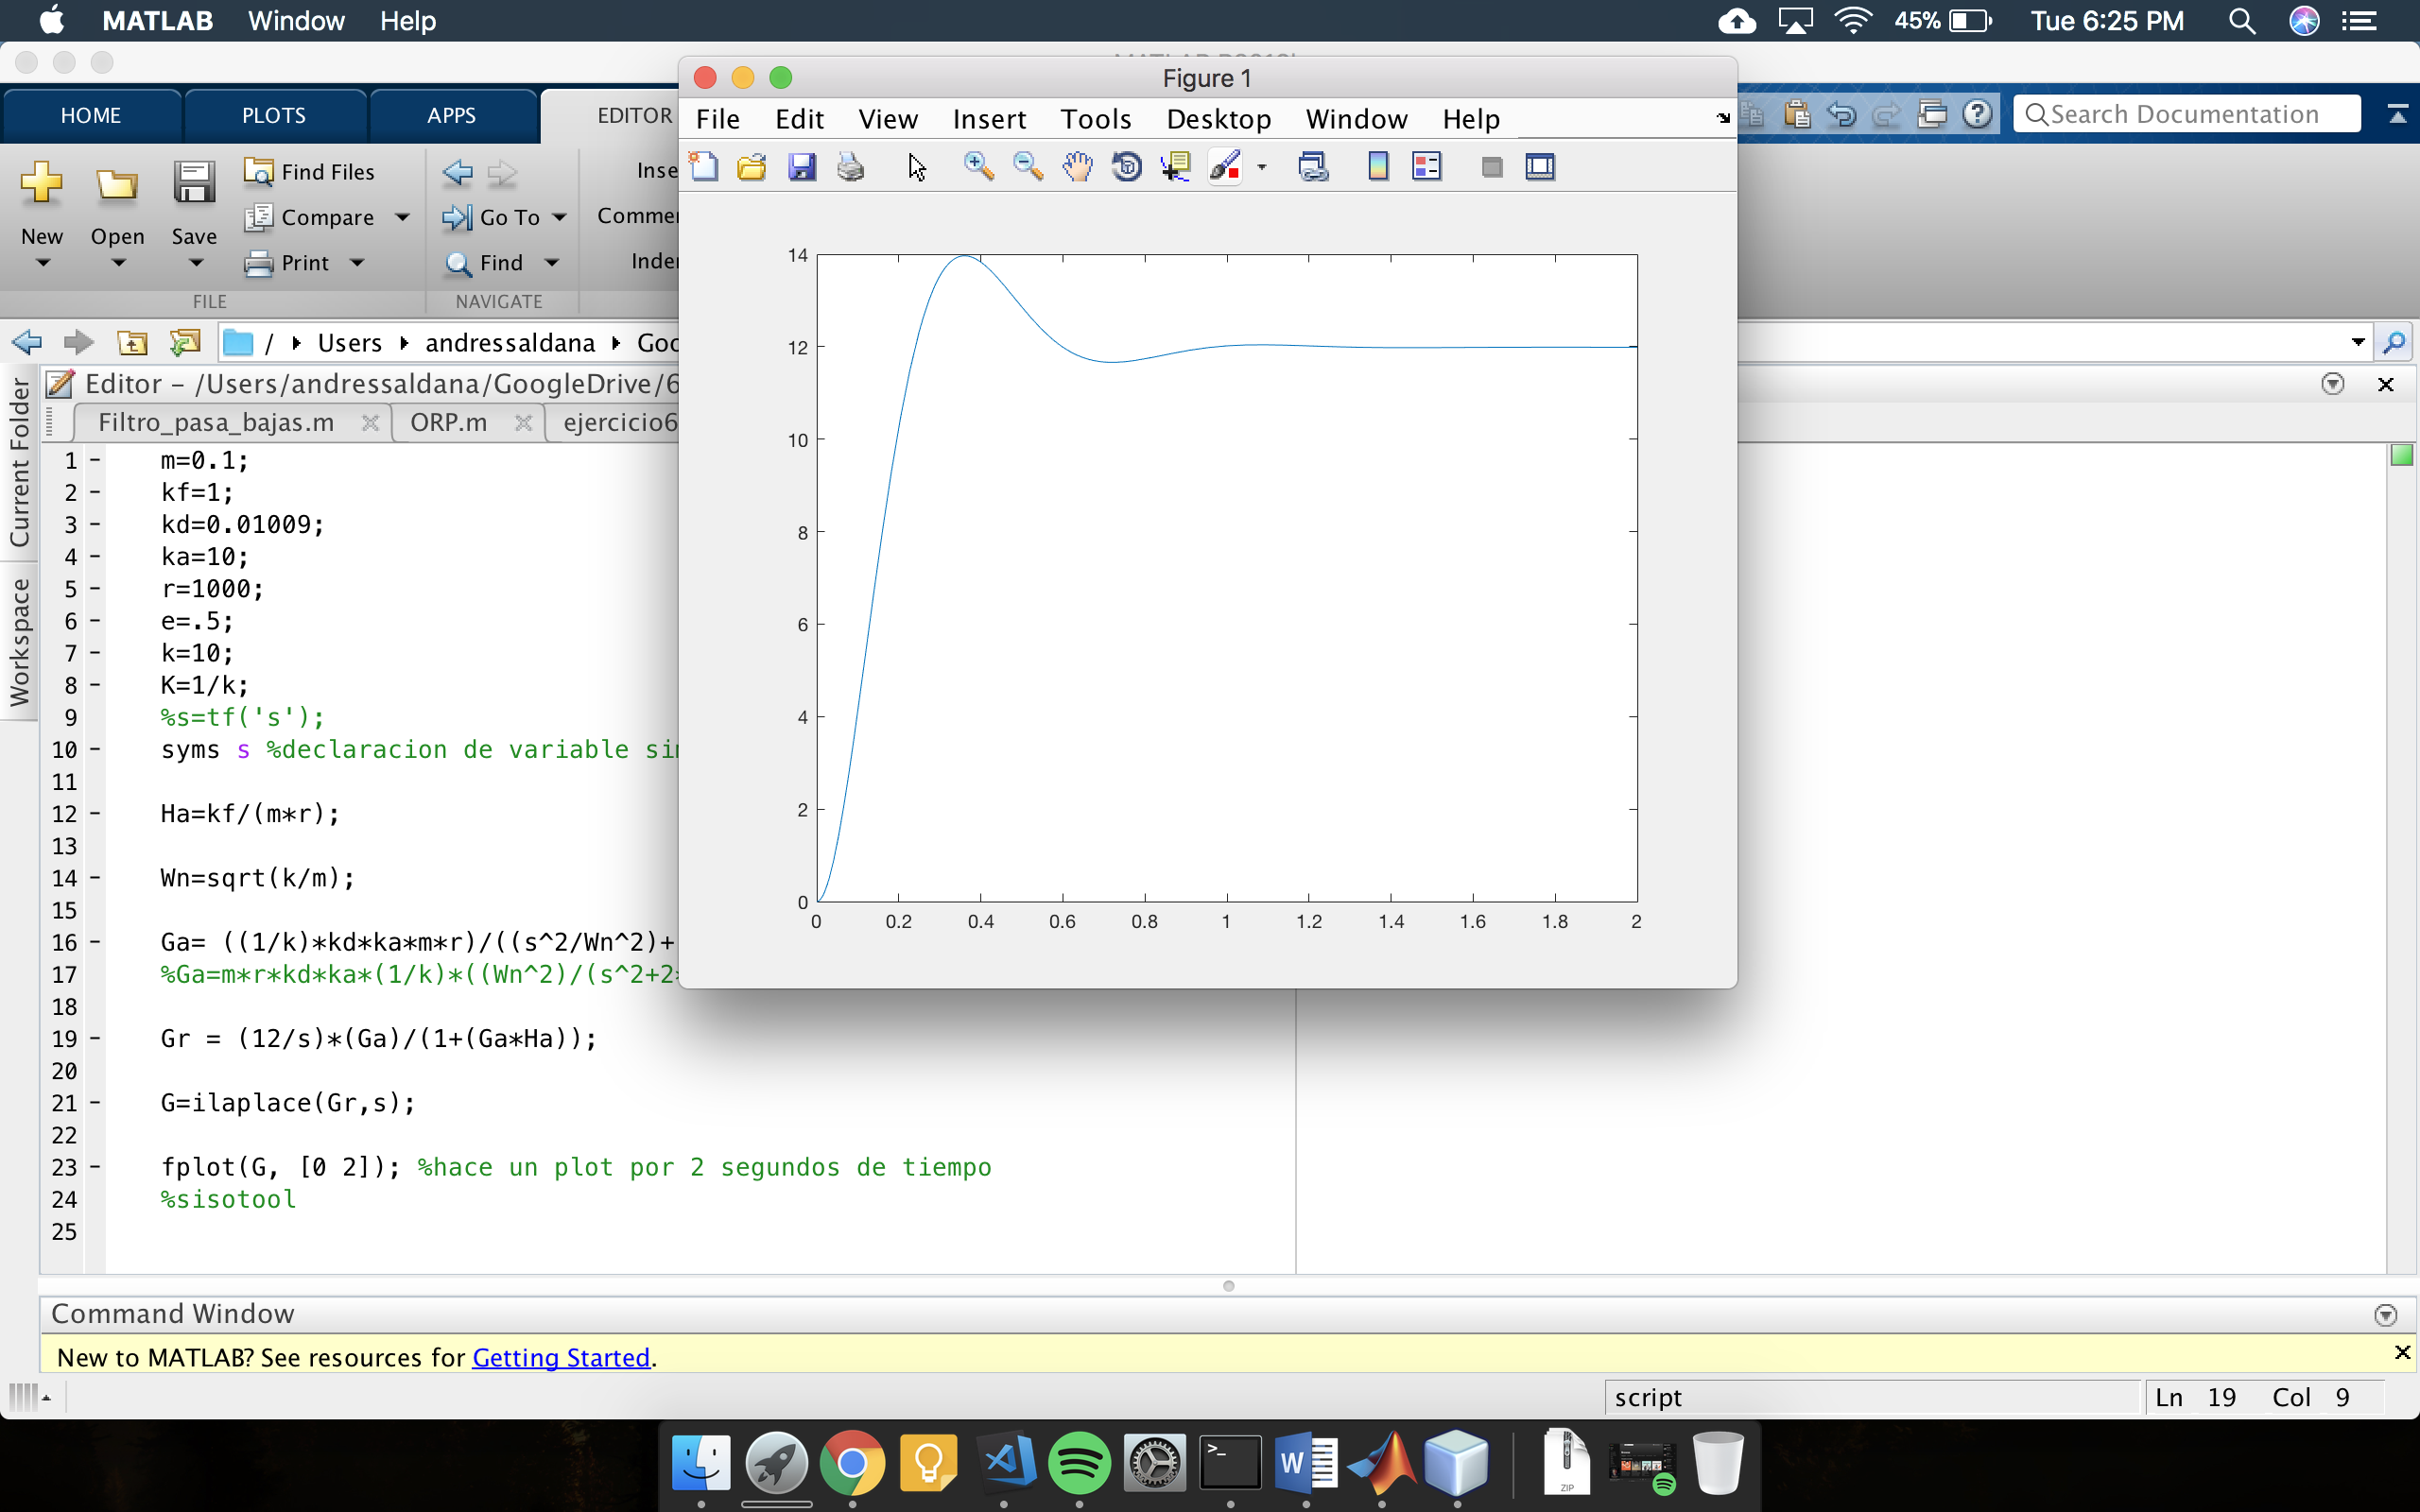 MATLAB Window Help 45% Tue 6:25 PM
Figure 1
HOME PLOTS APPS EDITOR
File Edit View Insert Tools Desktop Window Help
Search Documentation
New Open Save
Find Files
Compare
Print
Go To
Find
FILE NAVIGATE
/ Users andressaldana
Editor – /Users/andressaldana/GoogleDrive/6
Filtro_pasa_bajas.m ORP.m ejercicio6
Current Folder
Workspace
1 m=0.1;
2 kf=1;
3 kd=0.01009;
4 ka=10;
5 r=1000;
6 e=.5;
7 k=10;
8 K=1/k;
9 %s=tf('s');
10 syms s %declaracion de variable
11
12 Ha=kf/(m*r);
13
14 Wn=sqrt(k/m);
15
16 Ga= ((1/k)*kd*ka*m*r)/((s^2/Wn^2)+
17 %Ga=m*r*kd*ka*(1/k)*((Wn^2)/(s^2+2
18
19 Gr = (12/s)*(Ga)/(1+(Ga*Ha));
20
21 G=ilaplace(Gr,s);
22
23 fplot(G, [0 2]); %hace un plot por 2 segundos de tiempo
24 %sisotool
25
14
12
10
8
6
4
2
0
0 0.2 0.4 0.6 0.8 1 1.2 1.4 1.6 1.8 2
Command Window
New to MATLAB? See resources for Getting Started.
script Ln 19 Col 9
W
ZIP